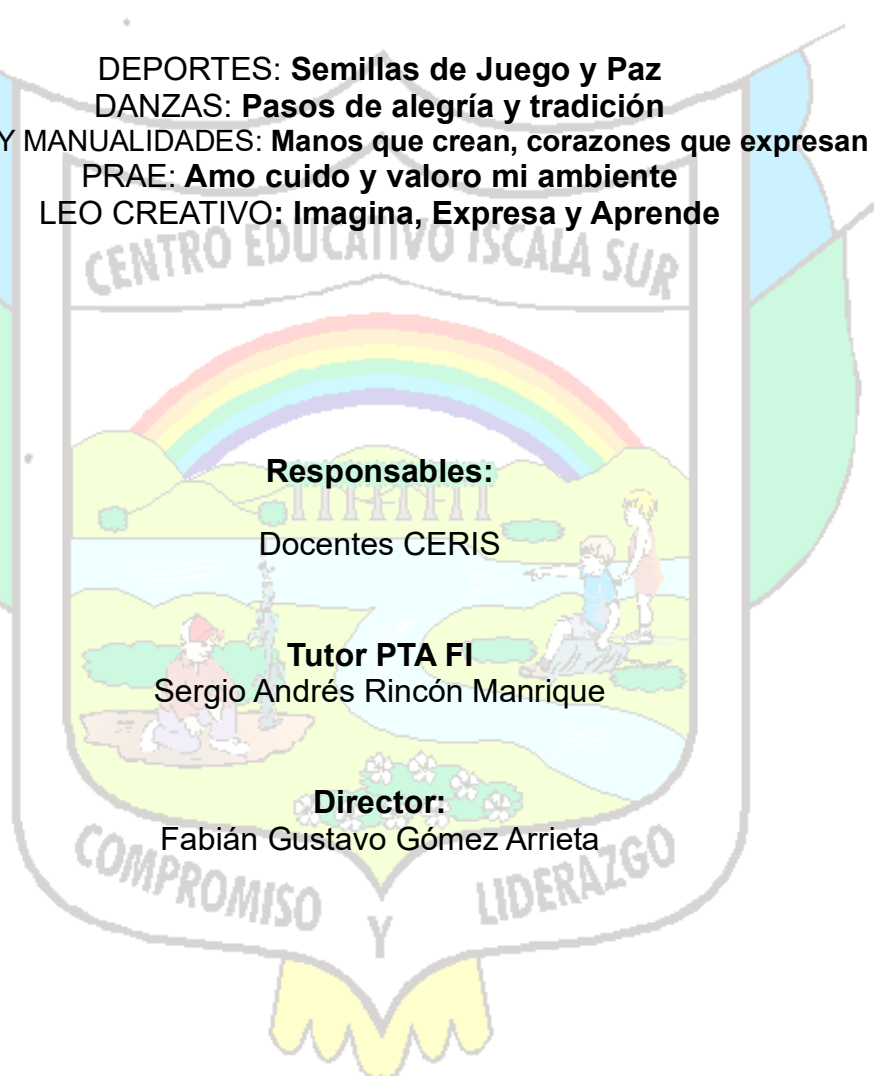 DEPORTES: Semillas de Juego y Paz
DANZAS: Pasos de alegría y tradición
Y MANUALIDADES: Manos que crean, corazones que expresan
PRAE: Amo cuido y valoro mi ambiente
LEO CREATIVO: Imagina, Expresa y Aprende
CENTRO EDUCATIVO ISCALA SUR
Responsables:
Docentes CERIS
Tutor PTA FI
Sergio Andrés Rincón Manrique
Director:
Fabián Gustavo Gómez Arrieta
COMPROMISO Y LIDERAZGO